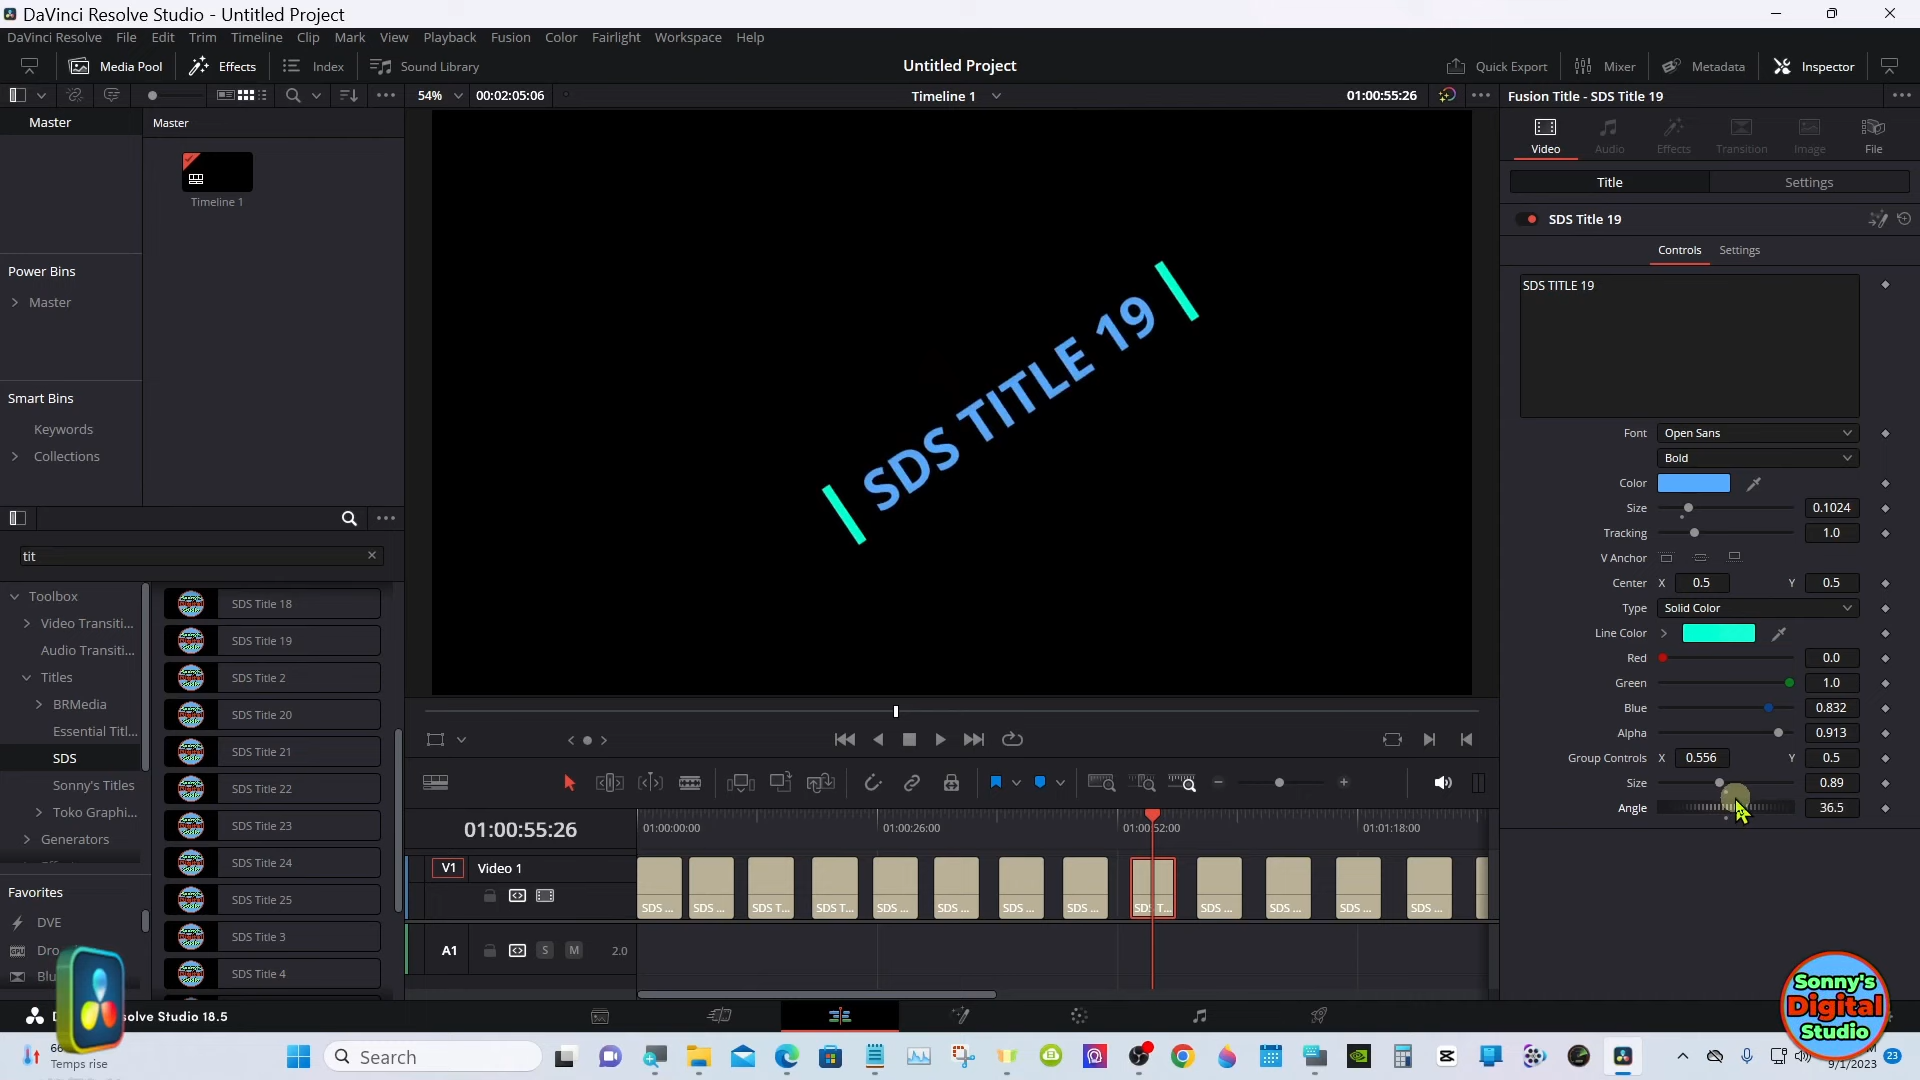 DaVinci Resolve Studio - Untitled Project
DaVinci Resolve File Edit Trim Timeline Clip Mark View Playback Fusion Color Fairlight Workspace Help
Media Pool Effects Index Sound Library Untitled Project Quick Export Mixer Metadata Inspector
54% 00:02:05:06 Timeline 1 01:00:55:26 Fusion Title - SDS Title 19
Master Master
Timeline 1
Power Bins
Master
Smart Bins
Keywords
Collections
Video Audio Effects Transition Image File
Title Settings
SDS Title 19
Controls Settings
SDS TITLE 19
SDS TITLE 19
Font Open Sans
Bold
Color
Size 0.1024
Tracking 1.0
V Anchor
Center X 0.5 Y 0.5
Type Solid Color
Line Color
Red 0.0
Green 1.0
Blue 0.832
Alpha 0.913
Group Controls X 0.556 Y 0.5
Size 0.89
Angle 36.5
tit
Toolbox
Video Transiti...
Audio Transiti...
Titles
BRMedia
Essential Titl...
SDS
Sonny's Titles
Toko Graphi...
Generators
Favorites
DVE
Dro
Blu
SDS Title 18
SDS Title 19
SDS Title 2
SDS Title 20
SDS Title 21
SDS Title 22
SDS Title 23
SDS Title 24
SDS Title 25
SDS Title 3
SDS Title 4
01:00:55:26 01:00:00:00 01:00:26:00 01:00:52:00 01:01:18:00
V1 Video 1
SDS ... SDS ... SDS T... SDS T... SDS ... SDS ... SDS ... SDS ... SDS T... SDS ... SDS ... SDS ... SDS ...
A1 S M 2.0
D solve Studio 18.5
Sonny's
Digital
Studio
Temps rise
Search
9/1/2023
23